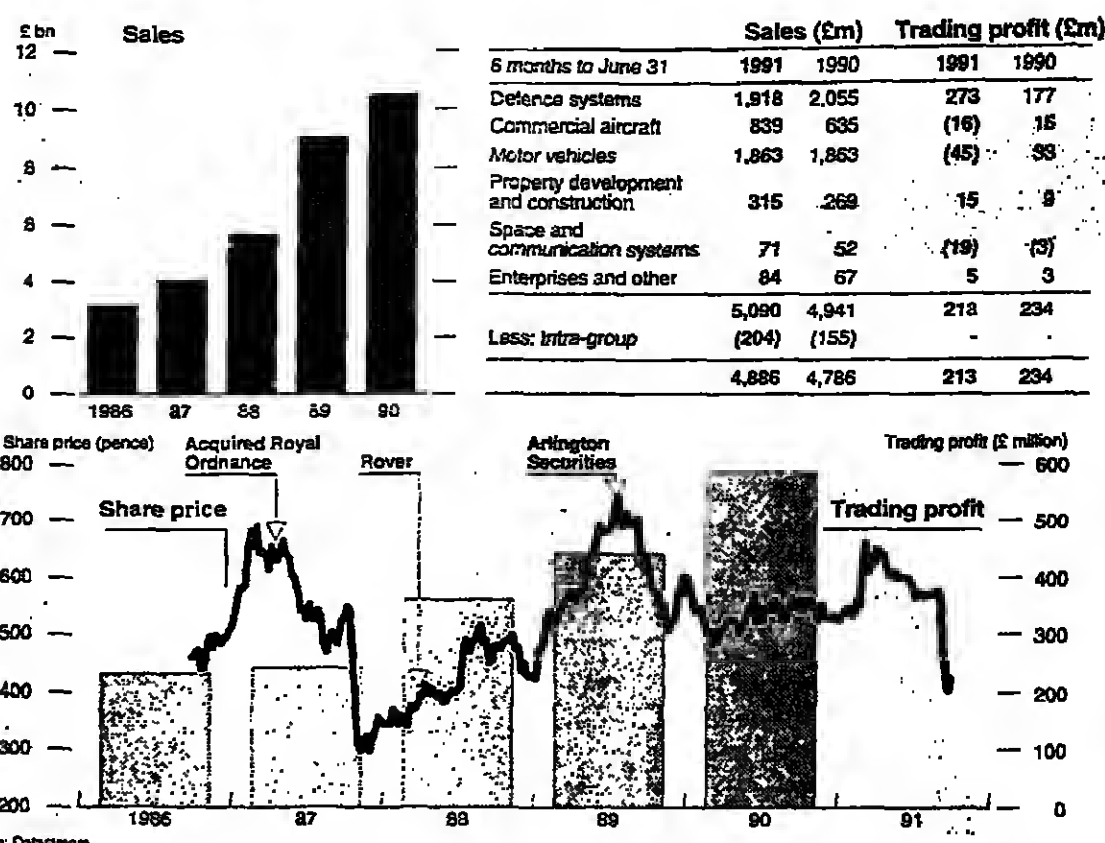 £ bn
Sales
12
10
8
6
4
2
0
1986 87 88 89 90
Sales (£m) Trading profit (£m)
6 months to June 31 1991 1990 1991 1990
Defence systems 1,918 2,055 273 177
Commercial aircraft 839 635 (16) 15
Motor vehicles 1,863 1,863 (45)
Property development
and construction 315 269 15 9
Space and
communication systems 71 52 (19) (3)
Enterprises and other 84 67 5 3
5,090 4,941 213 234
Less: Intra-group (204) (155) - -
4,886 4,786 213 234
Share price (pence)
Acquired Royal
Ordnance
Rover
Arlington
Securities
Trading profit (£ million)
Share price
Trading profit
800
700
600
500
400
300
200
600
500
400
300
200
100
0
1986 87 88 89 90 91
Datastream